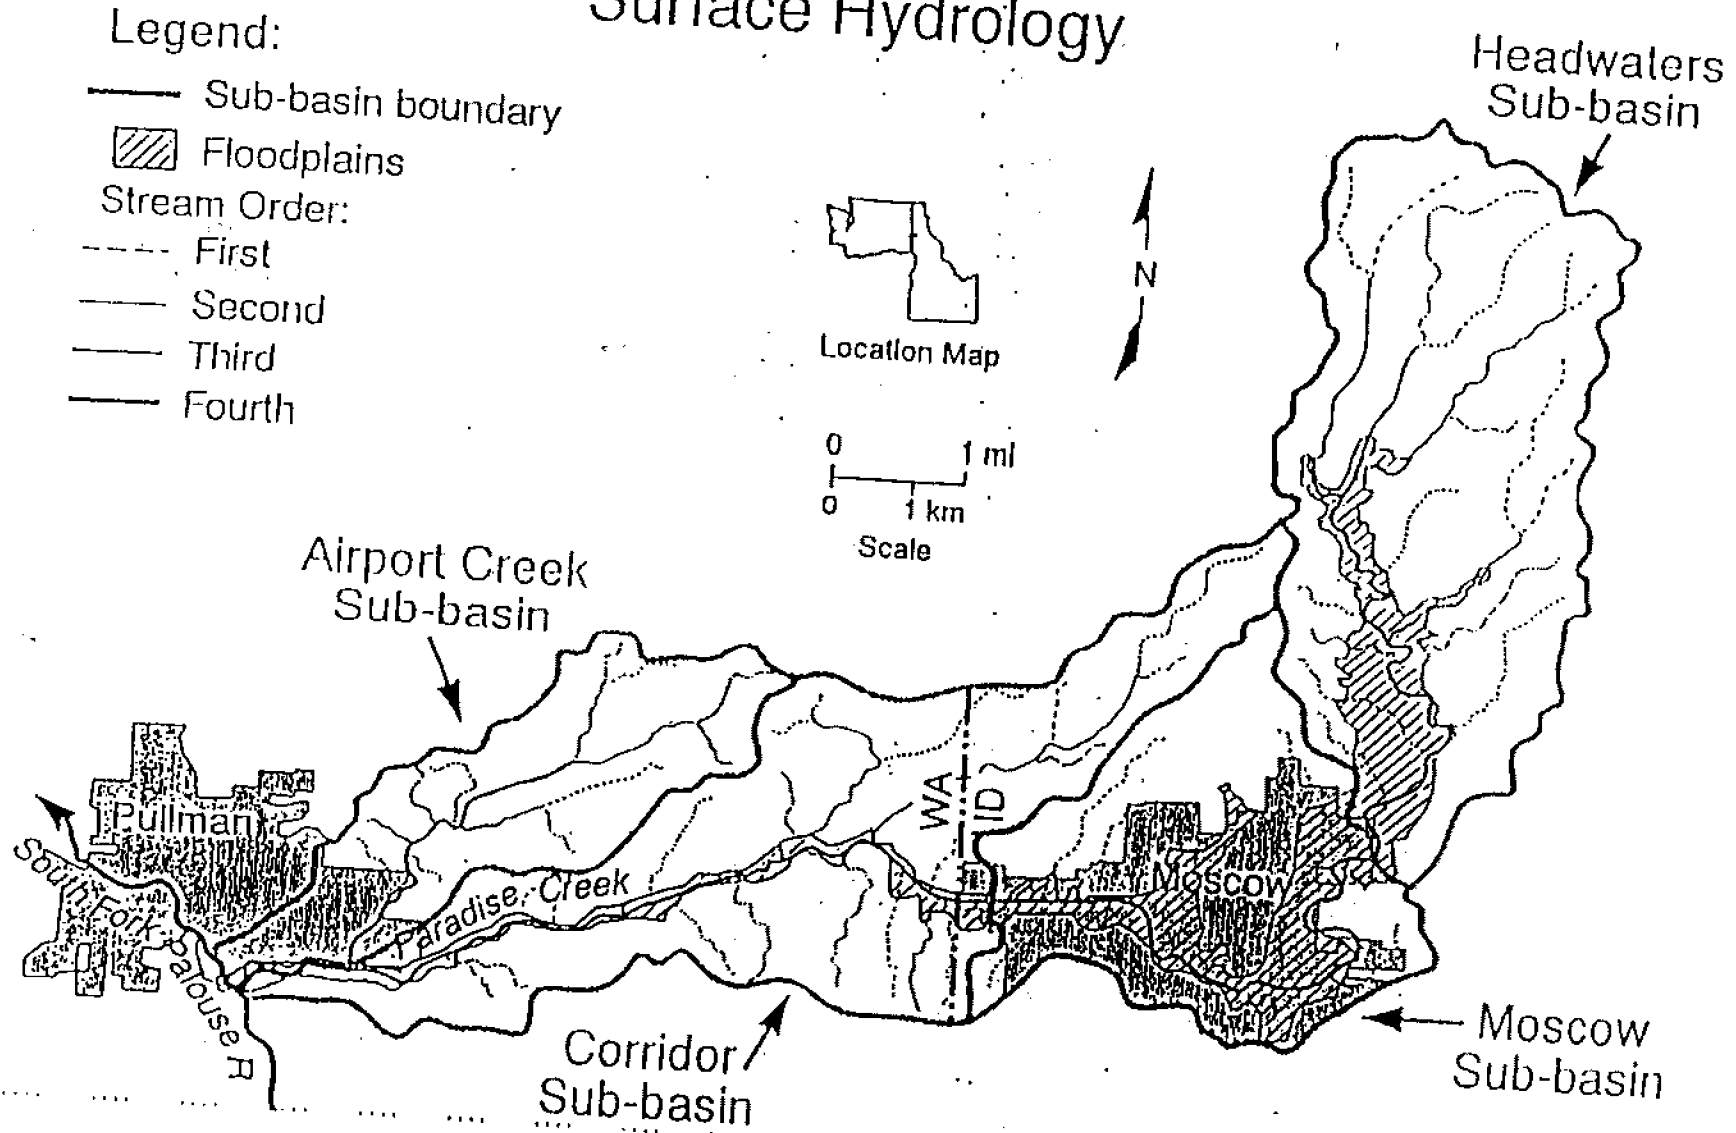 Surface Hydrology
Legend:
Sub-basin boundary
Floodplains
Stream Order:
First
Second
Third
Fourth
Headwaters
Sub-basin
N
Location Map
0 1 mi
0 1 km
Scale
Airport Creek
Sub-basin
Pullman
South Fork Palouse R
Paradise Creek
WA
ID
Moscow
Corridor
Sub-basin
Moscow
Sub-basin